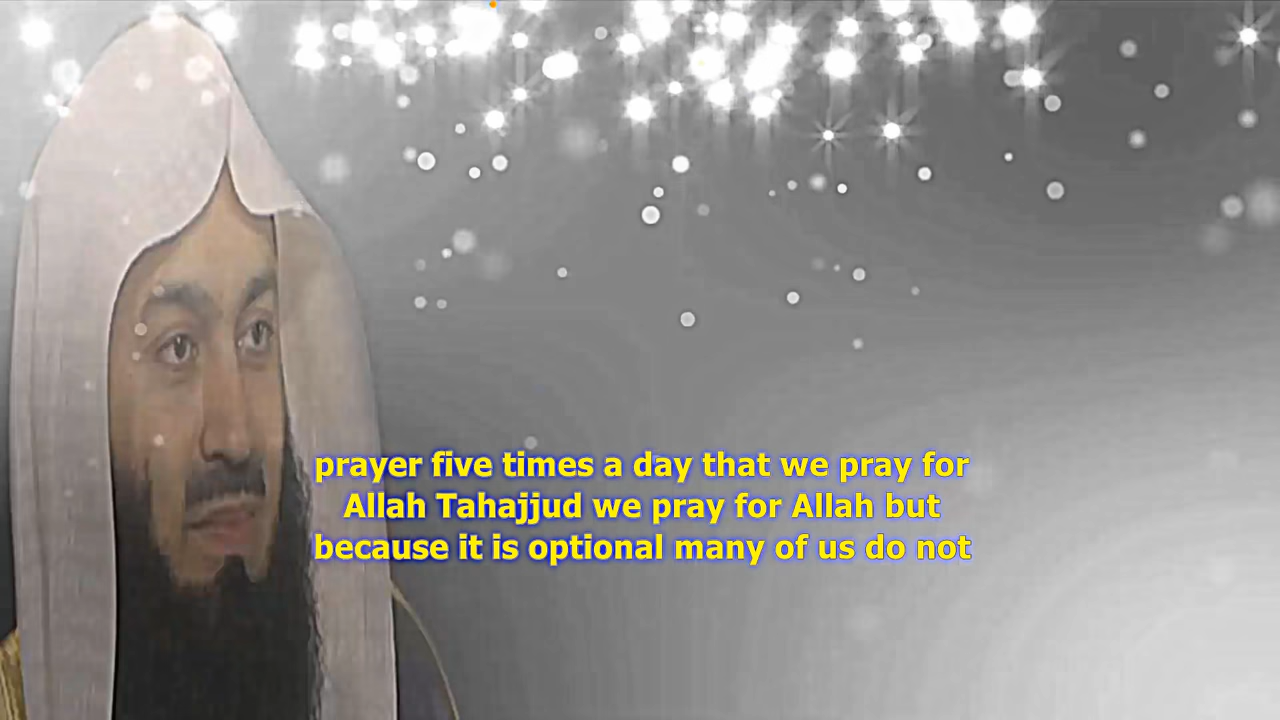 prayer five times a day that we pray for
Allah Tahajjud we pray for Allah but
because it is optional many of us do not